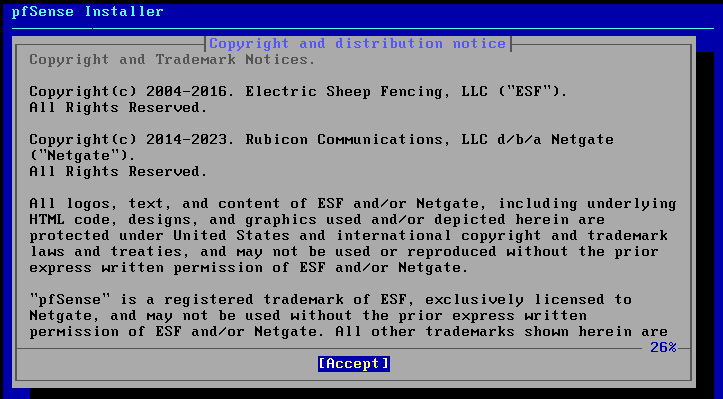 pfSense Installer
Copyright and distribution notice
Copyright and Trademark Notices.
Copyright(c) 2004-2016. Electric Sheep Fencing, LLC ("ESF").
All Rights Reserved.
Copyright(c) 2014-2023. Rubicon Communications, LLC d/b/a Netgate
("Netgate").
All Rights Reserved.
All logos, text, and content of ESF and/or Netgate, including underlying
HTML code, designs, and graphics used and/or depicted herein are
protected under United States and international copyright and trademark
laws and treaties, and may not be used or reproduced without the prior
express written permission of ESF and/or Netgate.
"pfSense" is a registered trademark of ESF, exclusively licensed to
Netgate, and may not be used without the prior express written
permission of ESF and/or Netgate. All other trademarks shown herein are
26%
[Accept]